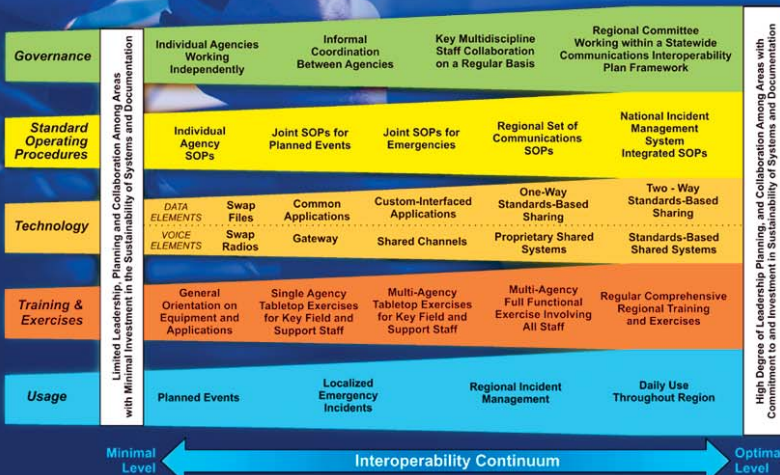 Governance
Individual Agencies
Working
Independently
Informal
Coordination
Between Agencies
Key Multidiscipline
Staff Collaboration
on a Regular Basis
Regional Committee
Working within a Statewide
Communications Interoperability
Plan Framework
Standard
Operating
Procedures
Individual
Agency
SOPs
Joint SOPs for
Planned Events
Joint SOPs for
Emergencies
Regional Set of
Communications
SOPs
National Incident
Management
System
Integrated SOPs
Technology
DATA
ELEMENTS
Swap
Files
Common
Applications
Custom-Interfaced
Applications
One-Way
Standards-Based
Sharing
Two - Way
Standards-Based
Sharing
VOICE
ELEMENTS
Swap
Radios
Gateway
Shared Channels
Proprietary Shared
Systems
Standards-Based
Shared Systems
Training &
Exercises
General
Orientation on
Equipment and
Applications
Single Agency
Tabletop Exercises
for Key Field and
Support Staff
Multi-Agency
Tabletop Exercises
for Key Field and
Support Staff
Multi-Agency
Full Functional
Exercise Involving
All Staff
Regular Comprehensive
Regional Training
and Exercises
Usage
Planned Events
Localized
Emergency
Incidents
Regional Incident
Management
Daily Use
Throughout Region
Limited Leadership, Planning and Collaboration Among Areas
with Minimal Investment in the Sustainability of Systems and Documentation
High Degree of Leadership Planning, and Collaboration Among Areas with
Commitment to and Investment in Sustainability of Systems and Documentation
Minimal
Level
Interoperability Continuum
Optimal
Level